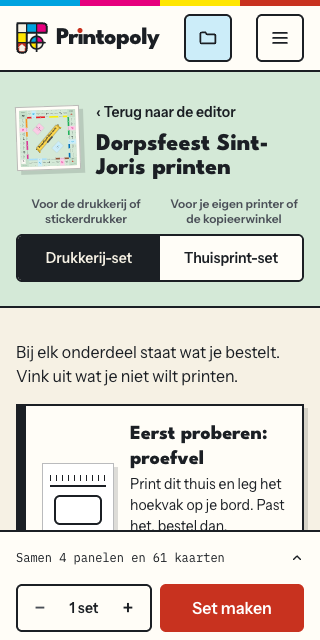 Printopoly
‹ Terug naar de editor
Dorpsfeest Sint-
Joris printen
Voor de drukkerij of
stickerdrukker
Voor je eigen printer of
de kopieerwinkel
Drukkerij-set
Thuisprint-set
Bij elk onderdeel staat wat je bestelt.
Vink uit wat je niet wilt printen.
Eerst proberen:
proefvel
Print dit thuis en leg het
hoekvak op je bord. Past
het, bestel dan.
Samen 4 panelen en 61 kaarten
− 1 set +
Set maken